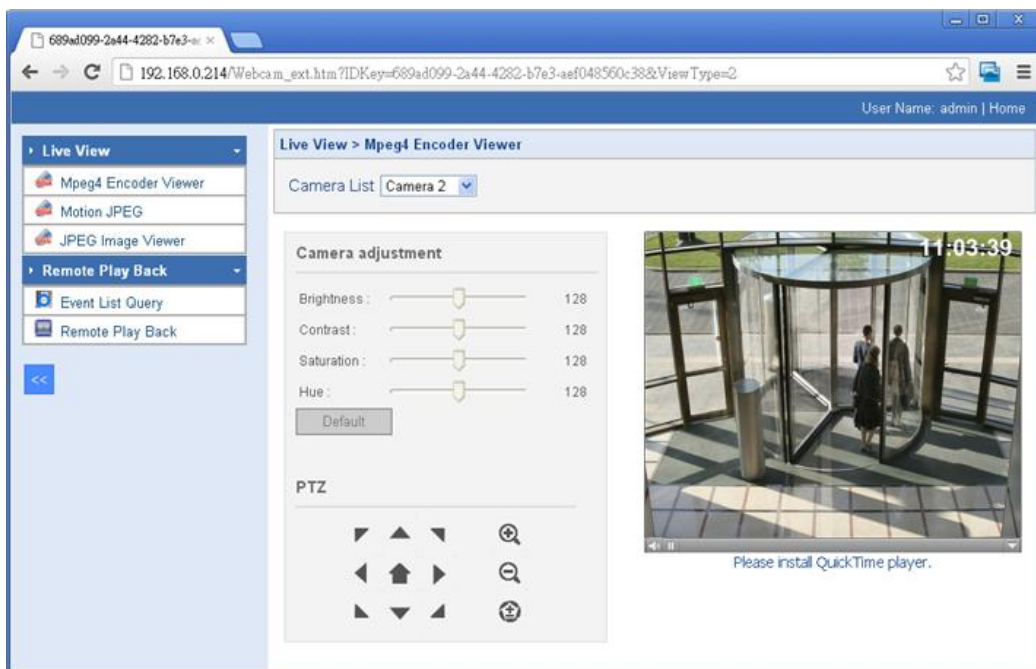 689ad099-2a44-4282-b7e3-ae
192.168.0.214/Webcam_ext.htm?IDKey=689ad099-2a44-4282-b7e3-aef048560c38&ViewType=2
User Name: admin | Home
Live View
Mpeg4 Encoder Viewer
Motion JPEG
JPEG Image Viewer
Remote Play Back
Event List Query
Remote Play Back
<<
Live View > Mpeg4 Encoder Viewer
Camera List Camera 2
Camera adjustment
Brightness : 128
Contrast : 128
Saturation : 128
Hue : 128
Default
PTZ
11:03:39
Please install QuickTime player.